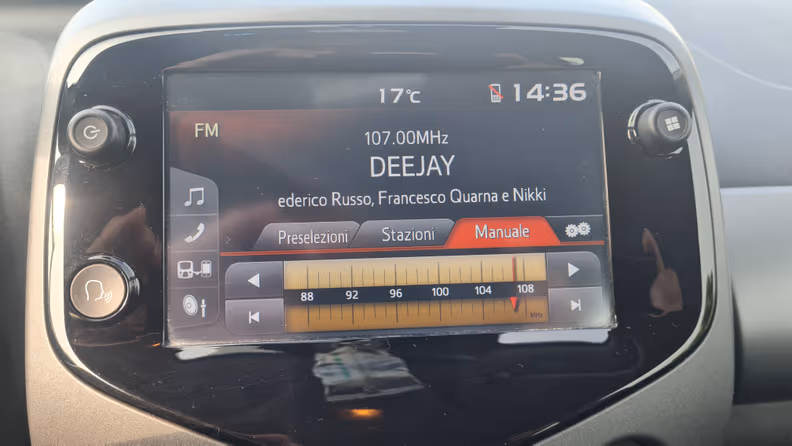 17°C
14:36
FM
107.00MHz
DEEJAY
ederico Russo, Francesco Quarna e Nikki
Preselezioni
Stazioni
Manuale
88 92 96 100 104 108
MHz